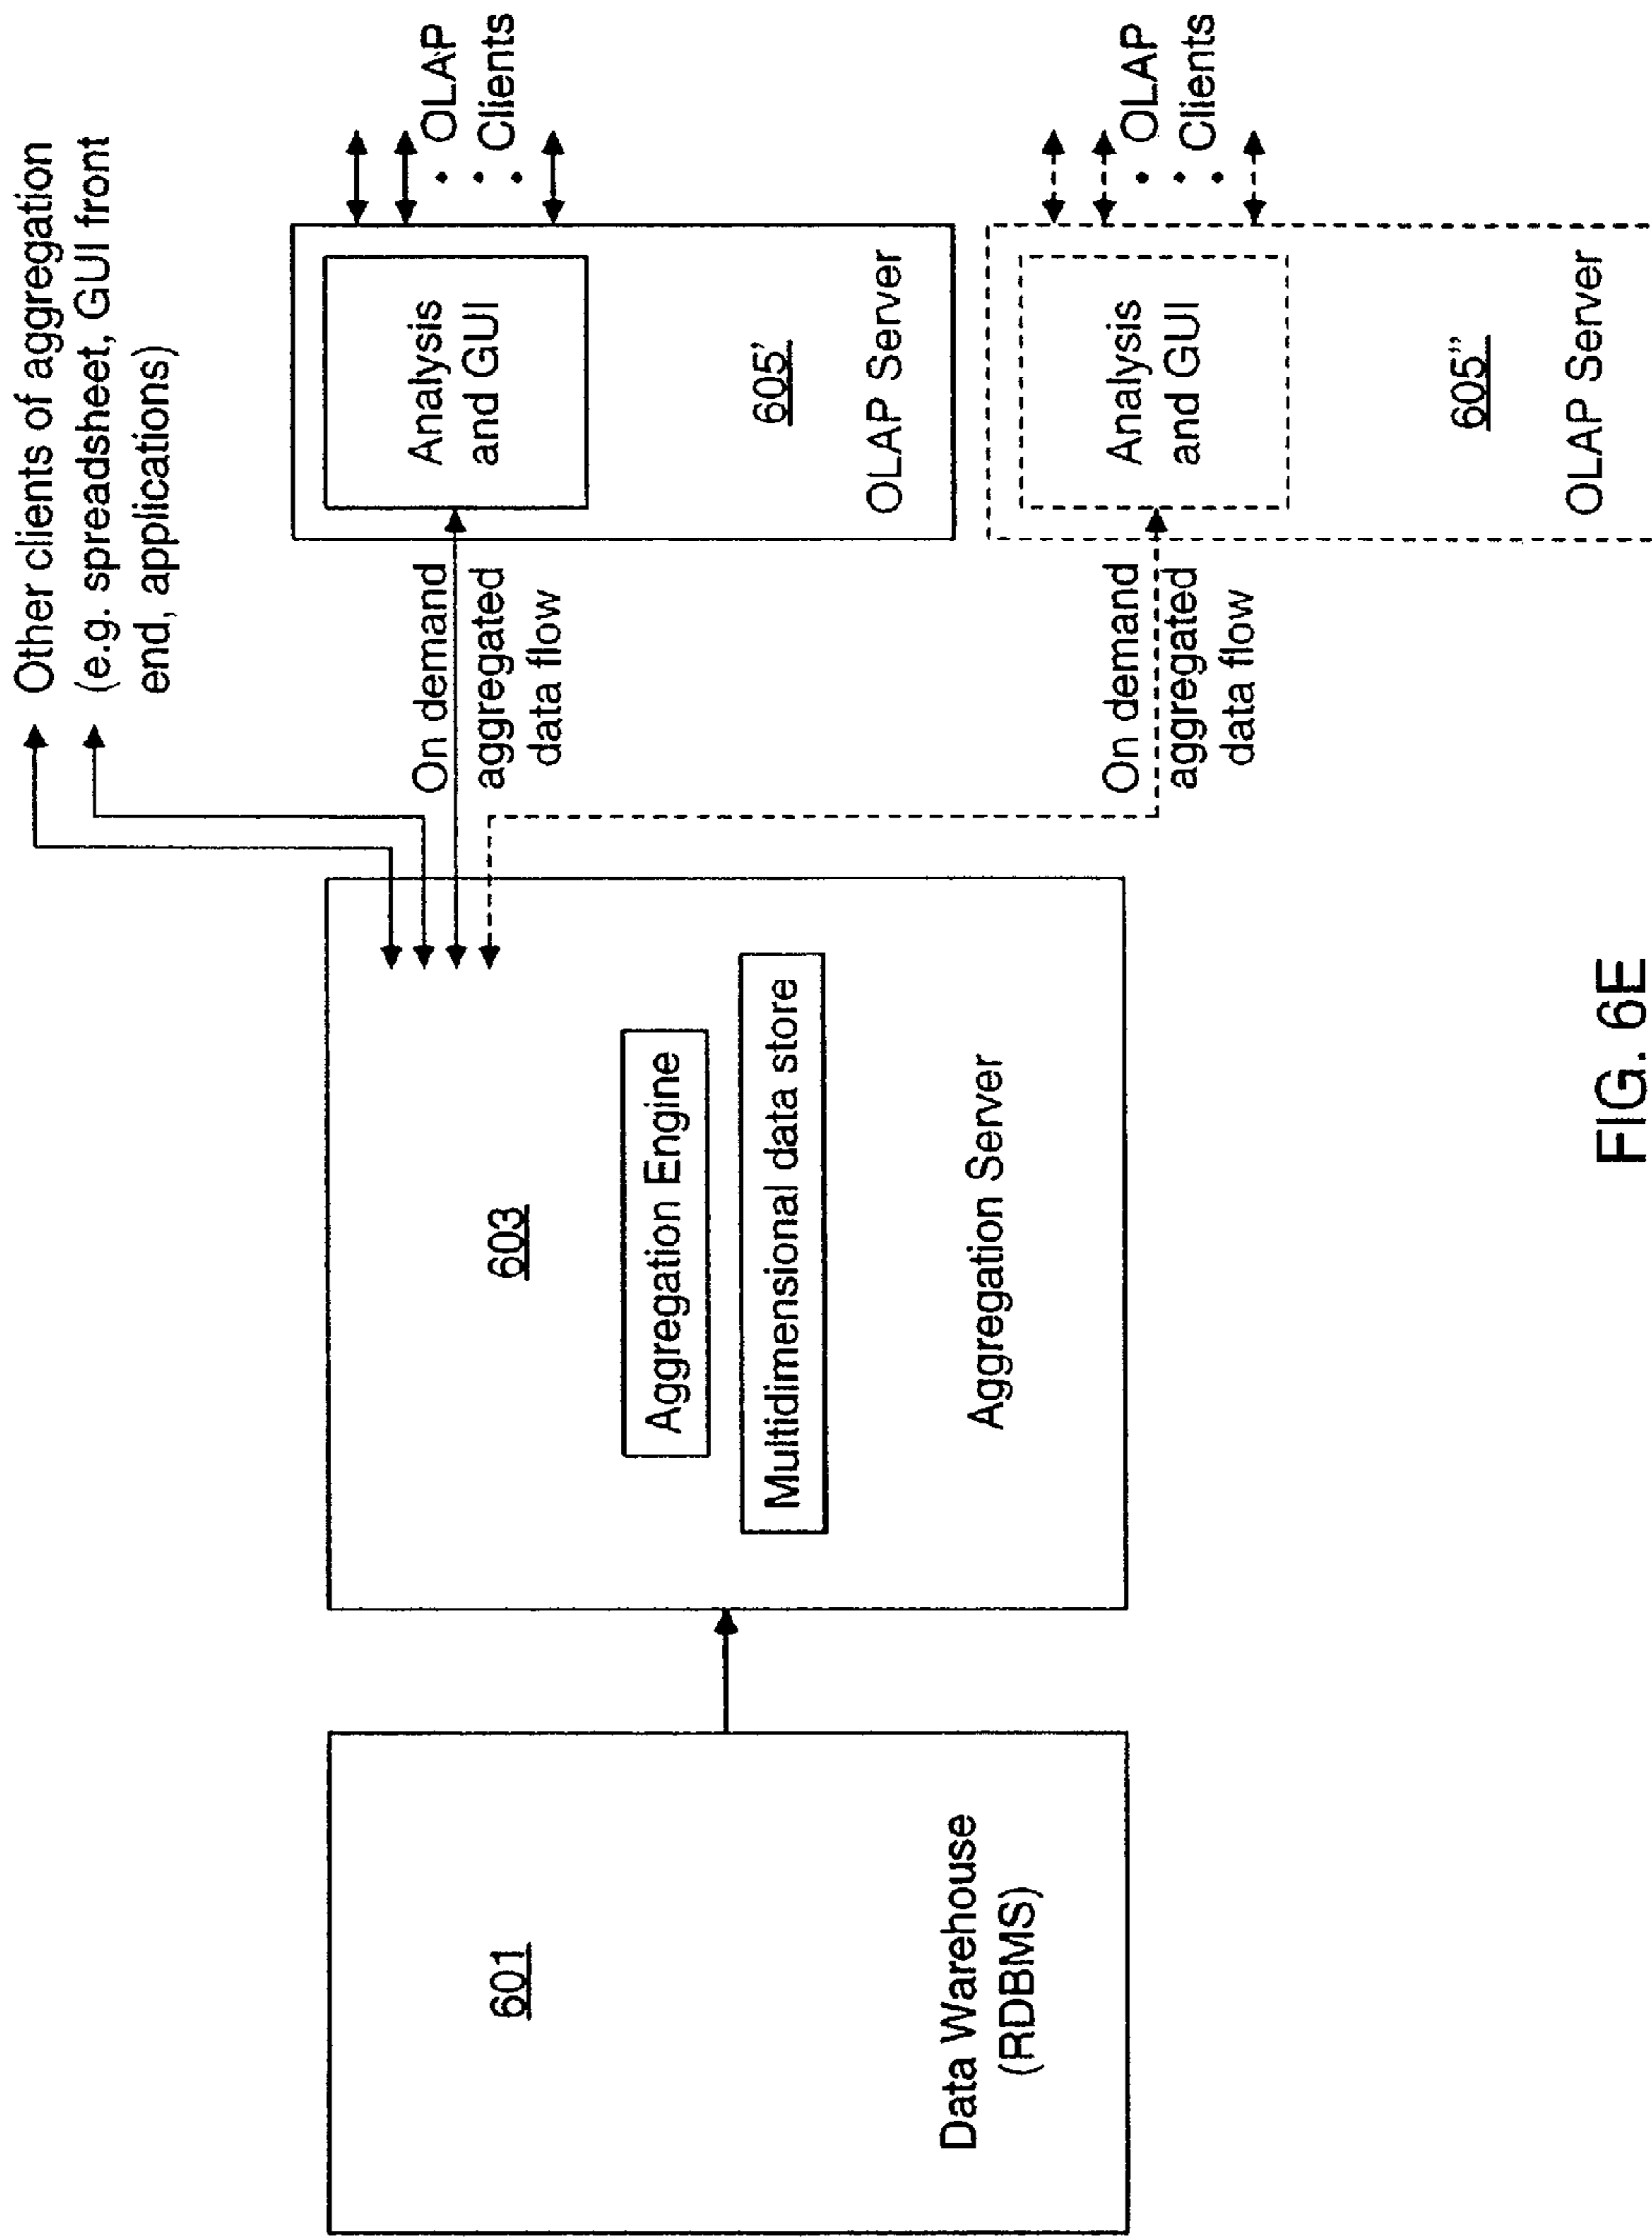 Other clients of aggregation
(e.g. spreadsheet, GUI front
end, applications)
601
Data Warehouse
(RDBMS)
603
Aggregation Engine
Multidimensional data store
Aggregation Server
On demand
aggregated
data flow
Analysis
and GUI
605'
OLAP Server
OLAP
Clients
On demand
aggregated
data flow
Analysis
and GUI
605"
OLAP Server
OLAP
Clients
FIG. 6E